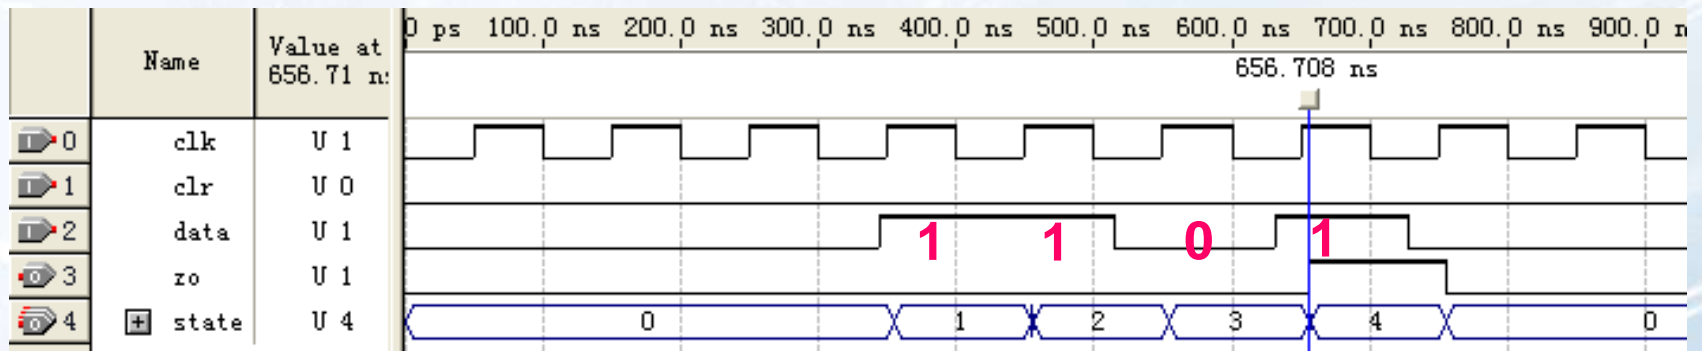 Name
Value at
656.71 n
0 ps 100.0 ns 200.0 ns 300.0 ns 400.0 ns 500.0 ns 600.0 ns 700.0 ns 800.0 ns 900.0 n
656.708 ns
0 clk U 1
1 clr U 0
2 data U 1 1 1 0 1
3 zo U 1
4 state U 4 0 1 2 3 4 0